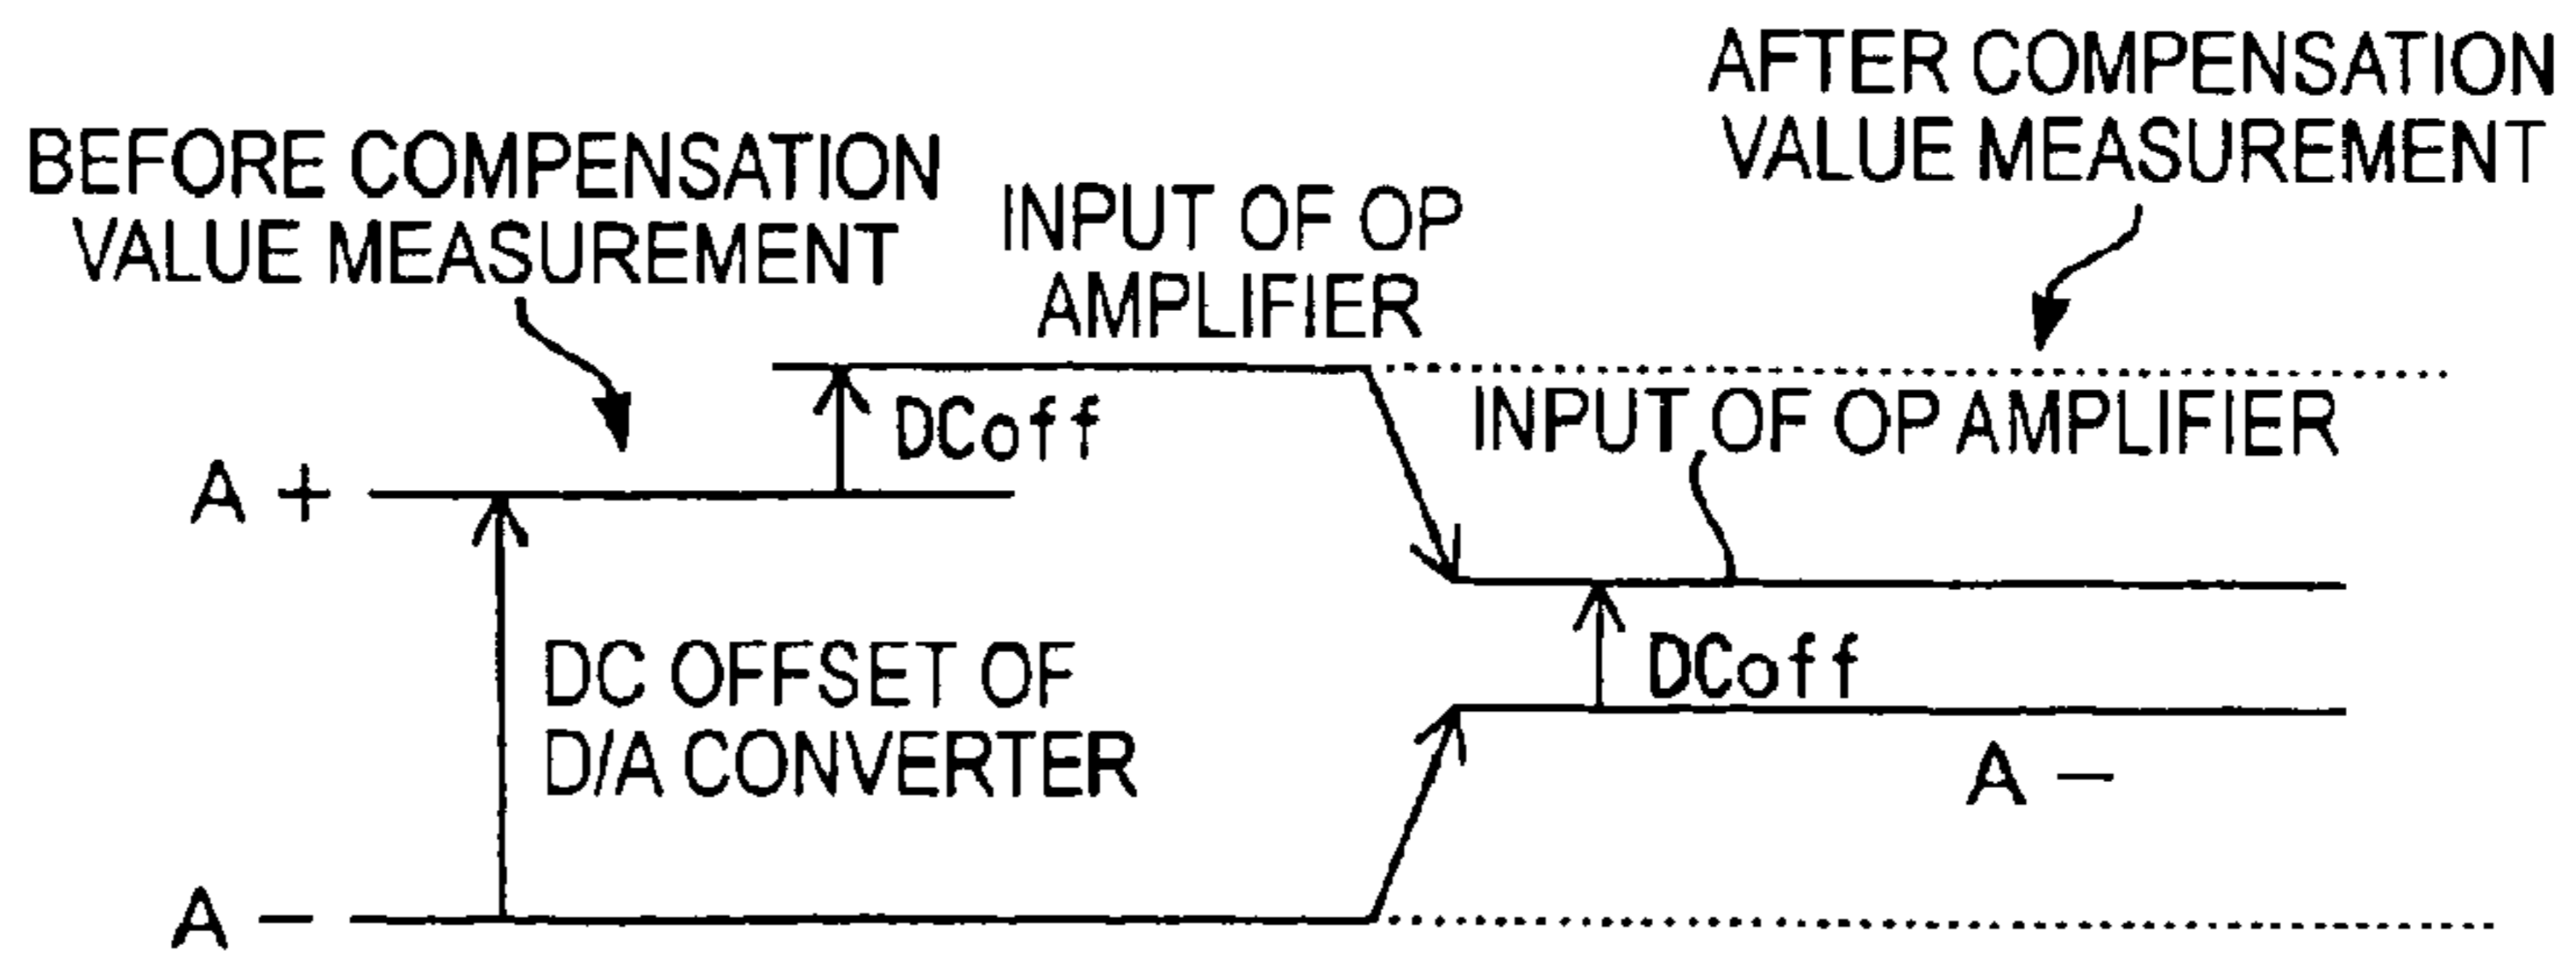 AFTER COMPENSATION
VALUE MEASUREMENT
BEFORE COMPENSATION
VALUE MEASUREMENT
INPUT OF OP
AMPLIFIER
DCoff
INPUT OF OP AMPLIFIER
A +
DC OFFSET OF
D/A CONVERTER
DCoff
A −
A −